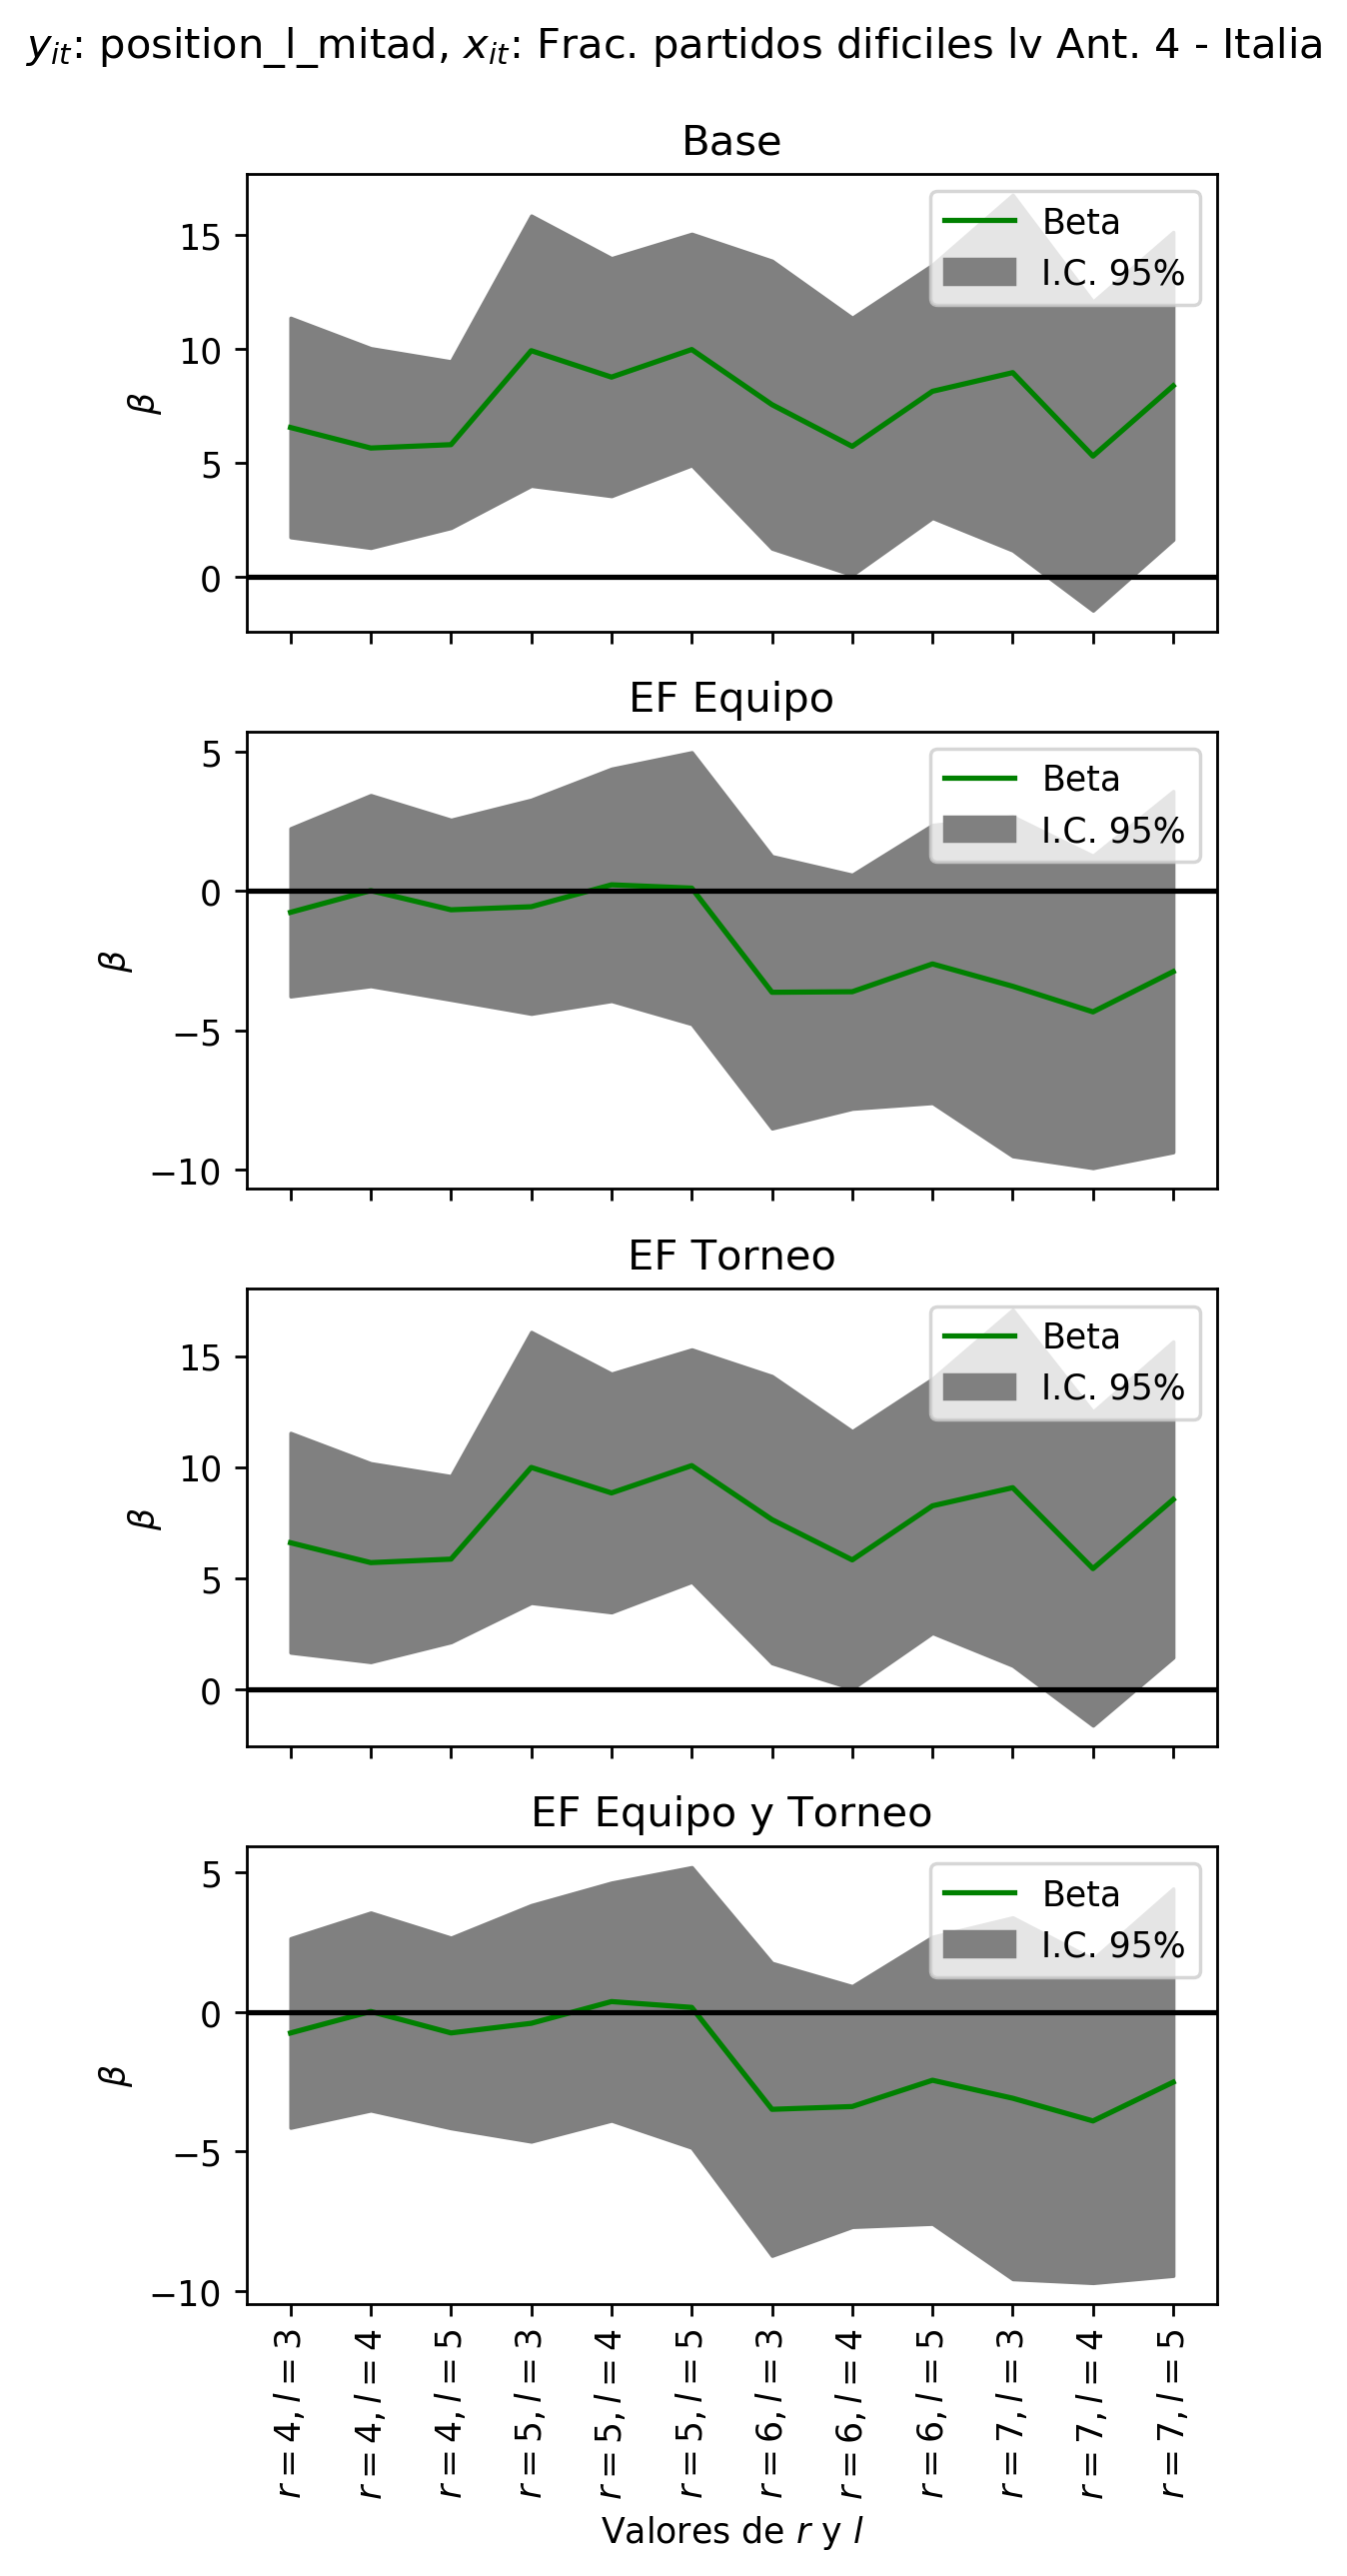 y_it: position_l_mitad, x_it: Frac. partidos dificiles lv Ant. 4 - Italia
Base
15
10
5
0
β
Beta
I.C. 95%
EF Equipo
5
0
−5
−10
β
Beta
I.C. 95%
EF Torneo
15
10
5
0
β
Beta
I.C. 95%
EF Equipo y Torneo
5
0
−5
−10
β
Beta
I.C. 95%
r = 4, l = 3
r = 4, l = 4
r = 4, l = 5
r = 5, l = 3
r = 5, l = 4
r = 5, l = 5
r = 6, l = 3
r = 6, l = 4
r = 6, l = 5
r = 7, l = 3
r = 7, l = 4
r = 7, l = 5
Valores de r y l